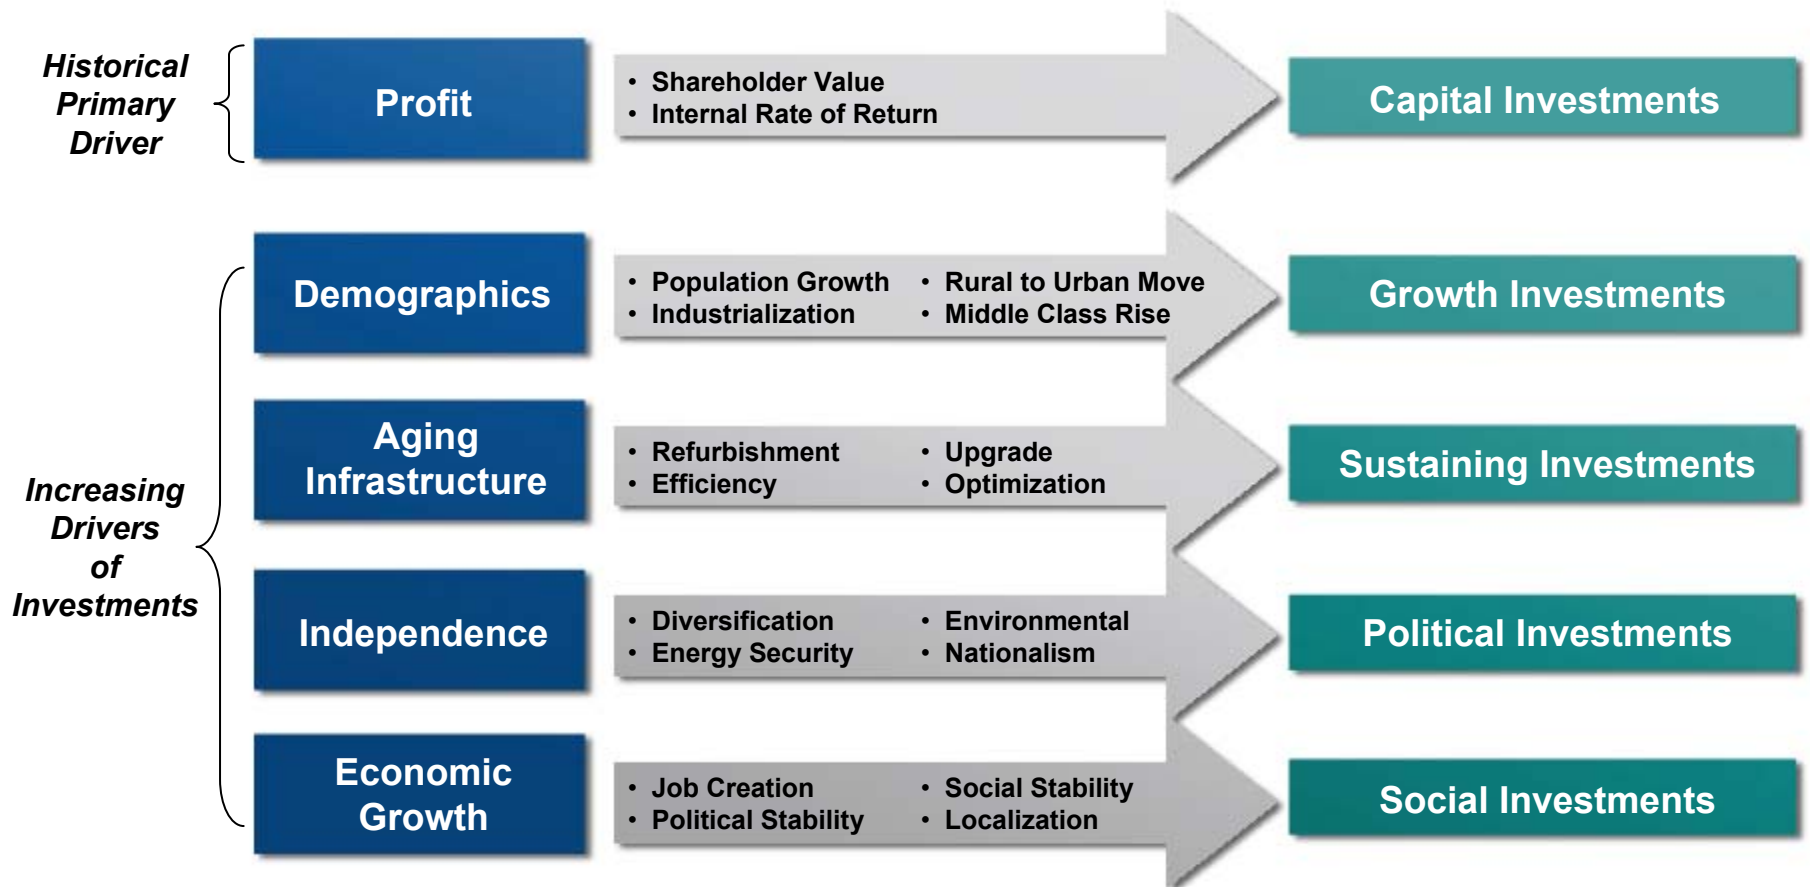 Historical
Primary
Driver
Profit
• Shareholder Value
• Internal Rate of Return
Capital Investments
Increasing
Drivers
of
Investments
Demographics
• Population Growth • Rural to Urban Move
• Industrialization • Middle Class Rise
Growth Investments
Aging
Infrastructure
• Refurbishment • Upgrade
• Efficiency • Optimization
Sustaining Investments
Independence
• Diversification • Environmental
• Energy Security • Nationalism
Political Investments
Economic
Growth
• Job Creation • Social Stability
• Political Stability • Localization
Social Investments